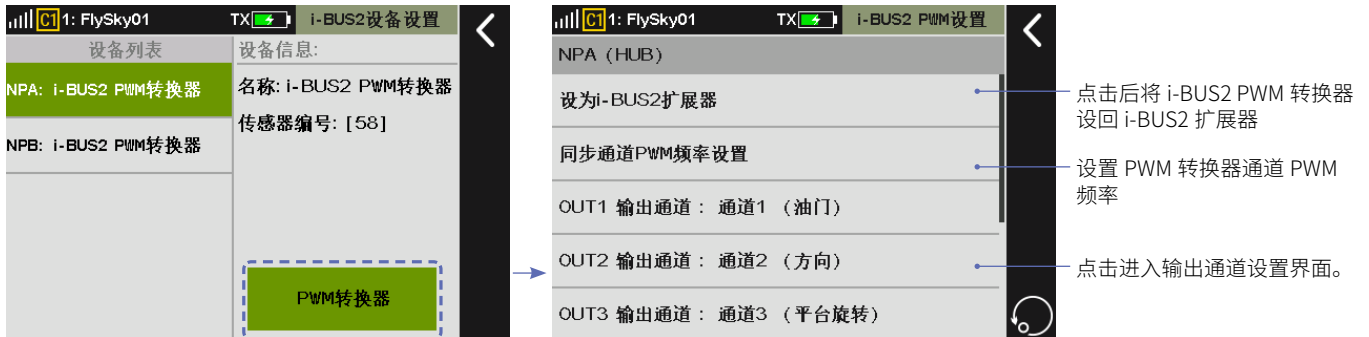 C1 1: FlySky01 TX i-BUS2设备设置
设备列表
NPA: i-BUS2 PWM转换器
NPB: i-BUS2 PWM转换器
设备信息:
名称: i-BUS2 PWM转换器
传感器编号: [58]
PWM转换器
C1 1: FlySky01 TX i-BUS2 PWM设置
NPA (HUB)
设为i-BUS2扩展器
同步通道PWM频率设置
OUT1 输出通道： 通道1 （油门）
OUT2 输出通道： 通道2 （方向）
OUT3 输出通道： 通道3 （平台旋转）
点击后将 i-BUS2 PWM 转换器
设回 i-BUS2 扩展器
设置 PWM 转换器通道 PWM
频率
点击进入输出通道设置界面。